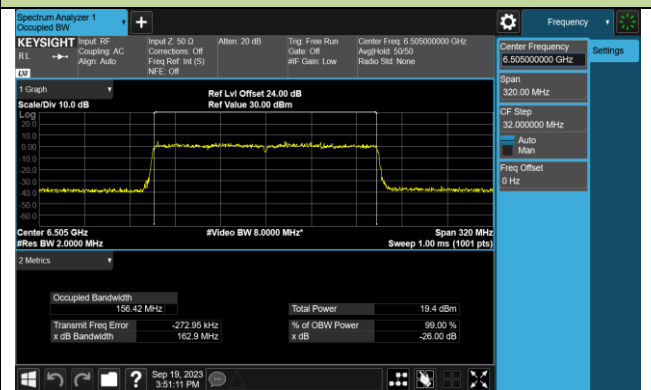 Spectrum Analyzer 1
Occupied BW
Frequency
KEYSIGHT
RL
LXI
Input: RF
Coupling: AC
Align: Auto
Input Z: 50 Ω
Corrections: Off
Freq Ref: Int (S)
NFE: Off
Atten: 20 dB
Trig: Free Run
Gate: Off
#IF Gain: Low
Center Freq: 6.505000000 GHz
Avg|Hold: 50/50
Radio Std: None
Center Frequency
6.505000000 GHz
Settings
Span
320.00 MHz
CF Step
32.000000 MHz
Auto
Man
Freq Offset
0 Hz
1 Graph
Scale/Div 10.0 dB
Ref Lvl Offset 24.00 dB
Ref Value 30.00 dBm
Log
20.0
10.0
0.00
-10.0
-20.0
-30.0
-40.0
-50.0
-60.0
Center 6.505 GHz
#Res BW 2.0000 MHz
#Video BW 8.0000 MHz*
Span 320 MHz
Sweep 1.00 ms (1001 pts)
2 Metrics
Occupied Bandwidth
156.42 MHz
Total Power 19.4 dBm
Transmit Freq Error -272.95 kHz
% of OBW Power 99.00 %
x dB Bandwidth 162.9 MHz
x dB -26.00 dB
Sep 19, 2023
3:51:11 PM